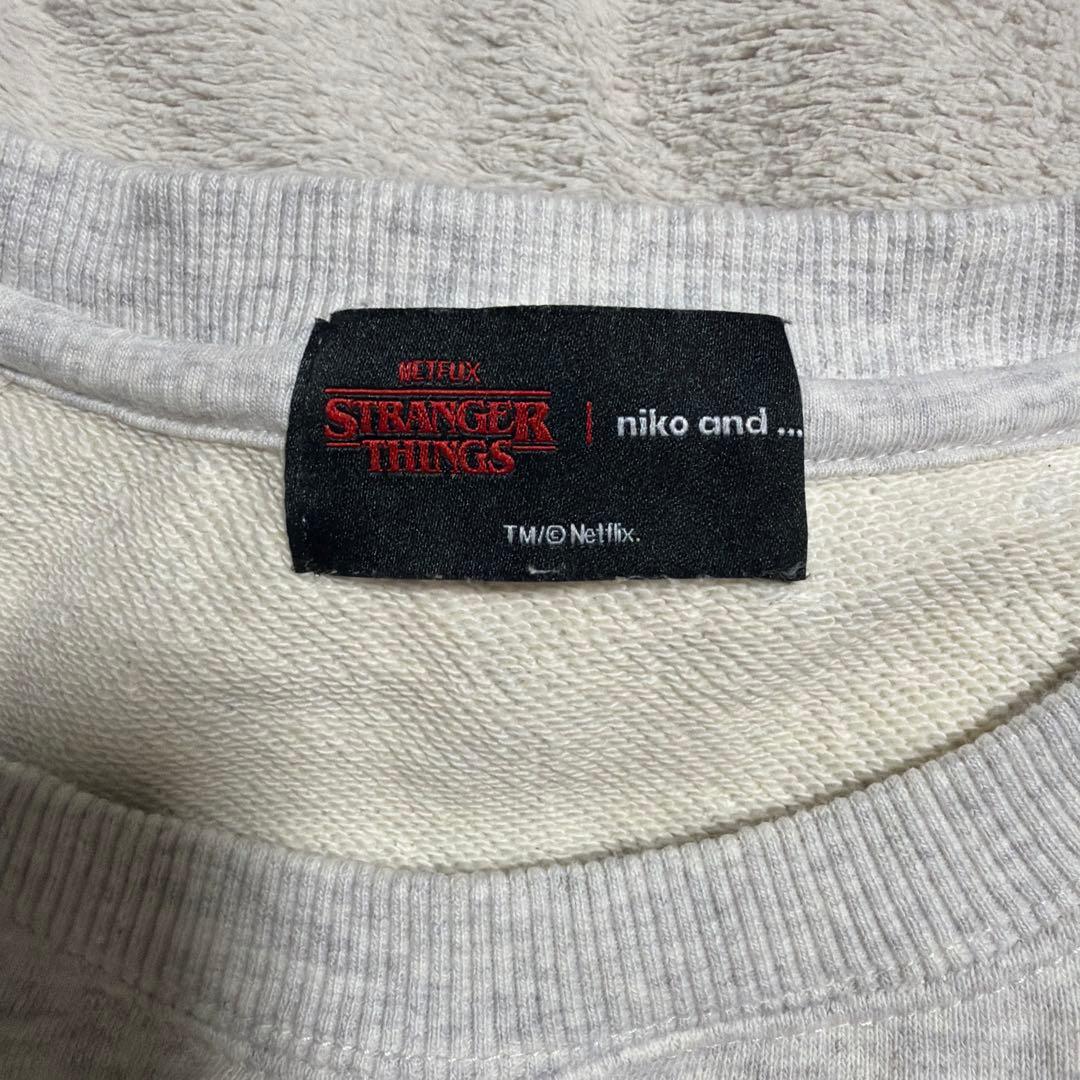 NETFLIX
STRANGER
THINGS
niko and ...
TM/© Netflix.